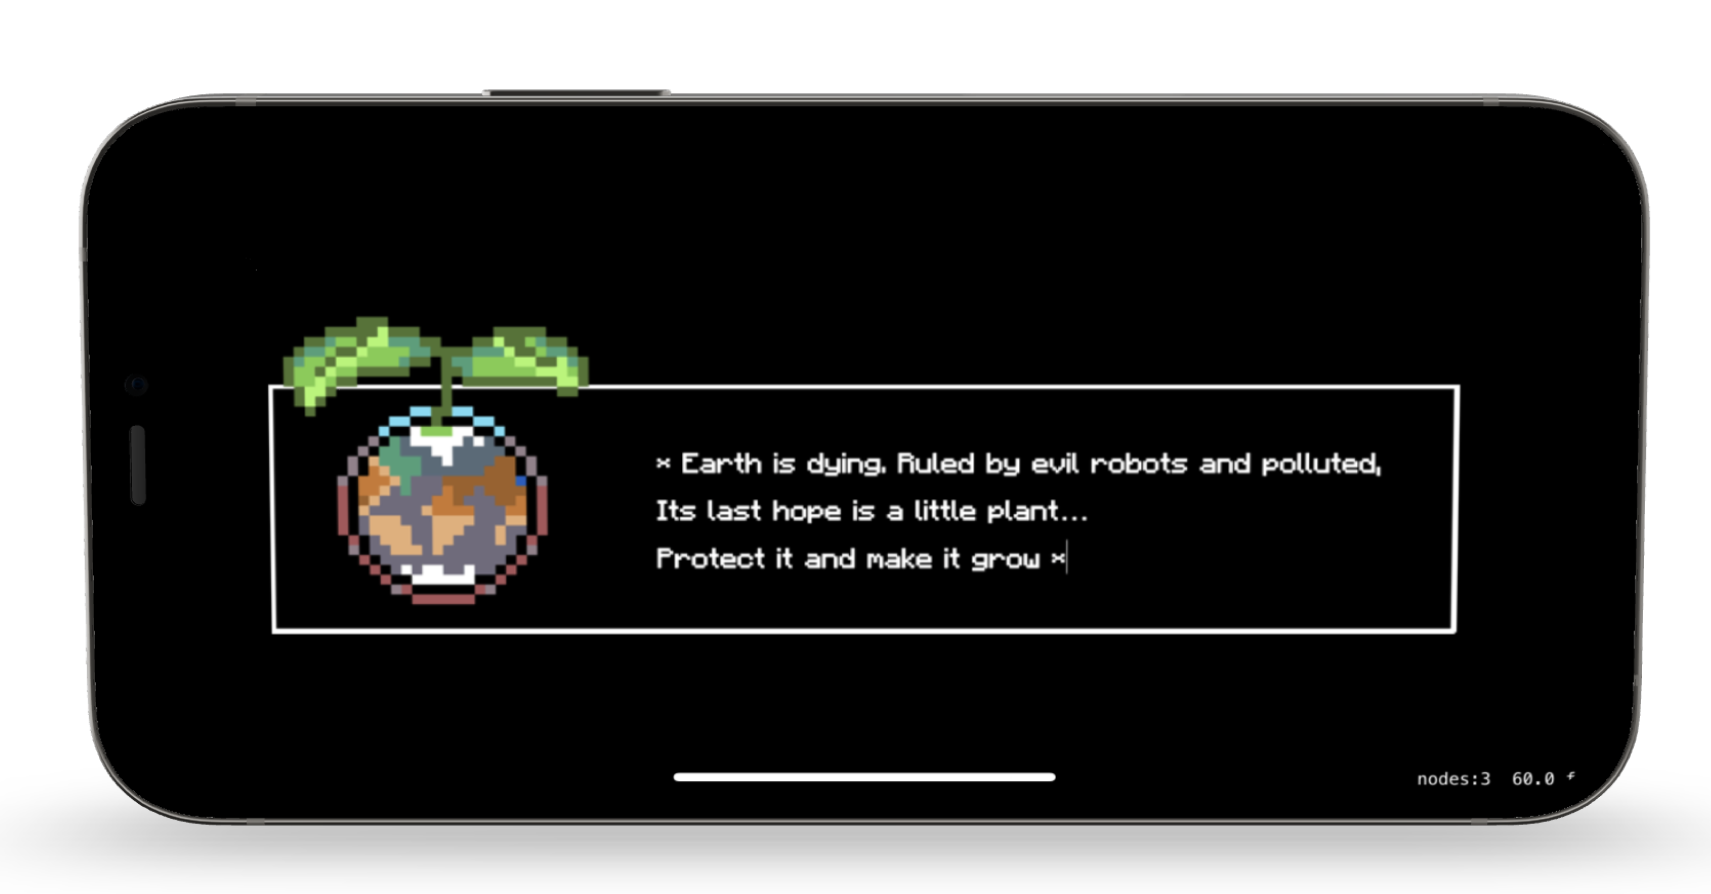 × Earth is dying. Ruled by evil robots and polluted,
Its last hope is a little plant...
Protect it and make it grow ×
nodes:3 60.0 f